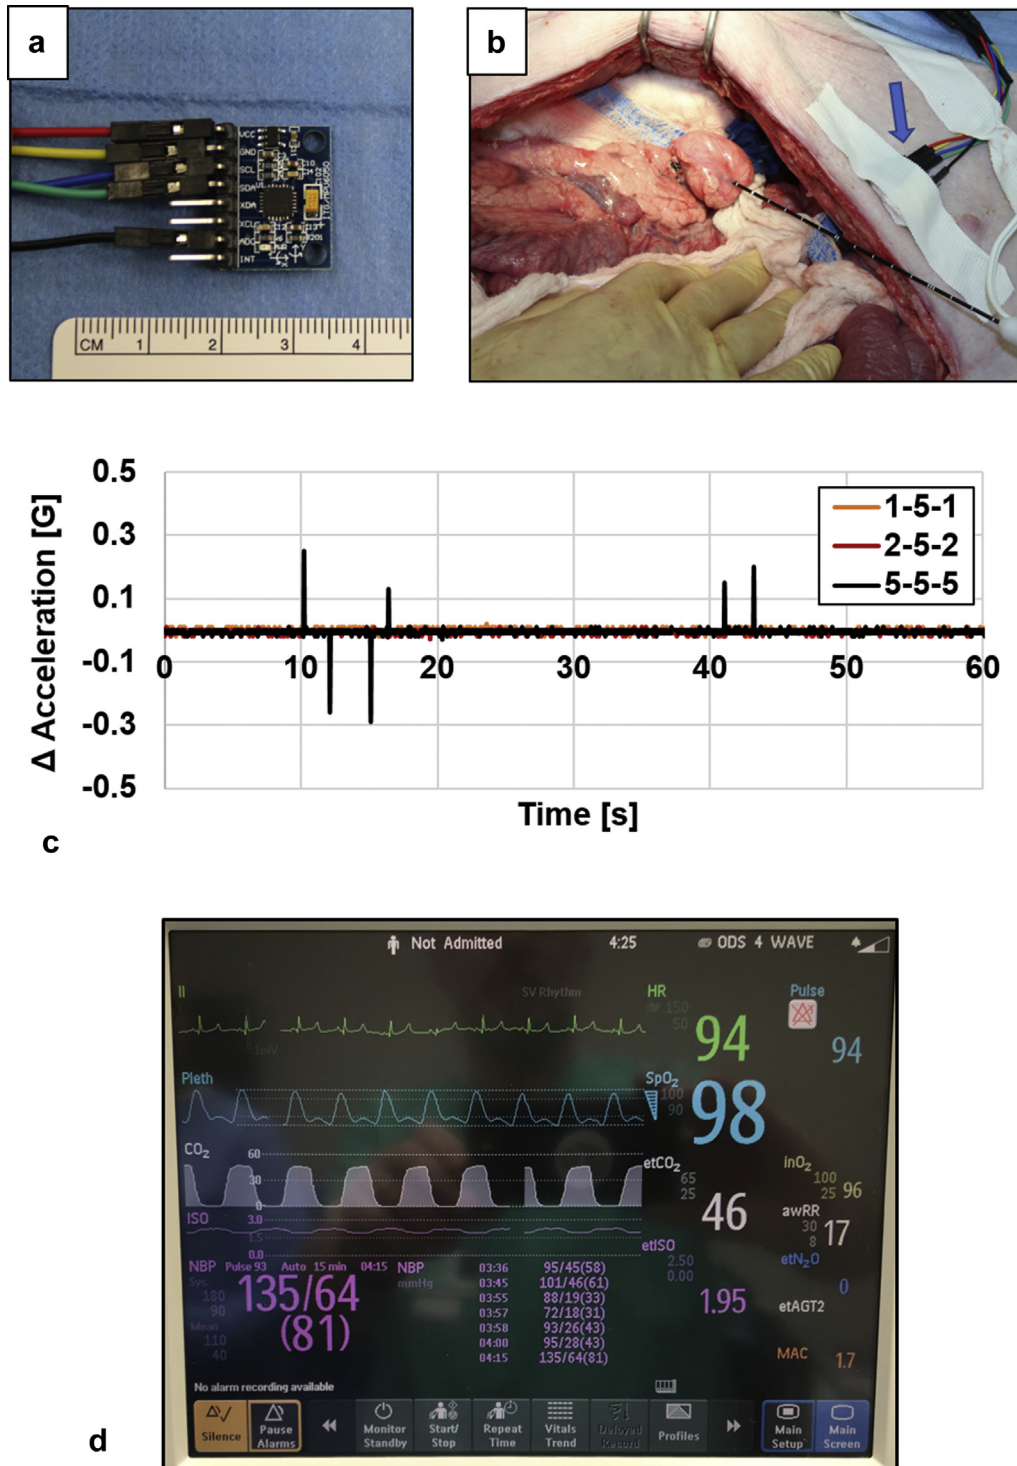 a
VCC
GND
SCL
SDA
XDA
XCL
ADO
INT
ITG/MPU6050
CM 1 2 3 4
b
0.5
0.3
0.1
-0.1
-0.3
-0.5
Δ Acceleration [G]
0 10 20 30 40 50 60
Time [s]
1-5-1
2-5-2
5-5-5
c
Not Admitted 4:25 ODS 4 WAVE
II SV Rhythm HR Pulse
150
50
94 94
1mV
Pleth SpO₂
100
90
98
CO₂ 60 30 0
etCO₂ 65 25 46
inO₂ 100 25 96
awRR 30 8 17
ISO 3.0 1.5 0.0
etISO 2.50 0.00 1.95
etN₂O 0
etAGT2
MAC 1.7
NBP Pulse 93 Auto 15 min 04:15 NBP
mmHg
Sys.
180
90
Mean
110
40
135/64
(81)
03:36 95/45(58)
03:45 101/46(61)
03:55 88/19(33)
03:57 72/18(31)
03:58 93/26(43)
04:00 95/28(43)
04:15 135/64(81)
No alarm recording available
Silence
Pause Alarms
Monitor Standby
Start/ Stop
Repeat Time
Vitals Trend
Delayed Record
Profiles
Main Setup
Main Screen
d